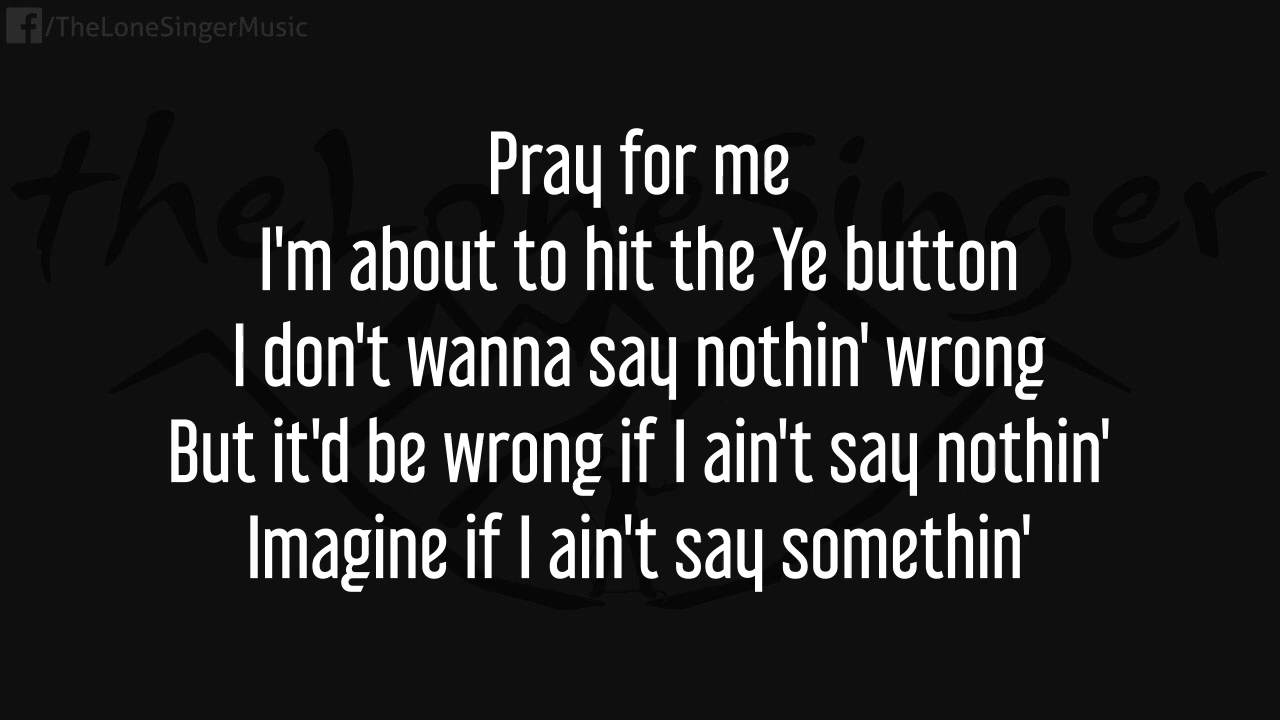 /TheLoneSingerMusic
theLoneSinger
Pray for me
I'm about to hit the Ye button
I don't wanna say nothin' wrong
But it'd be wrong if I ain't say nothin'
Imagine if I ain't say somethin'